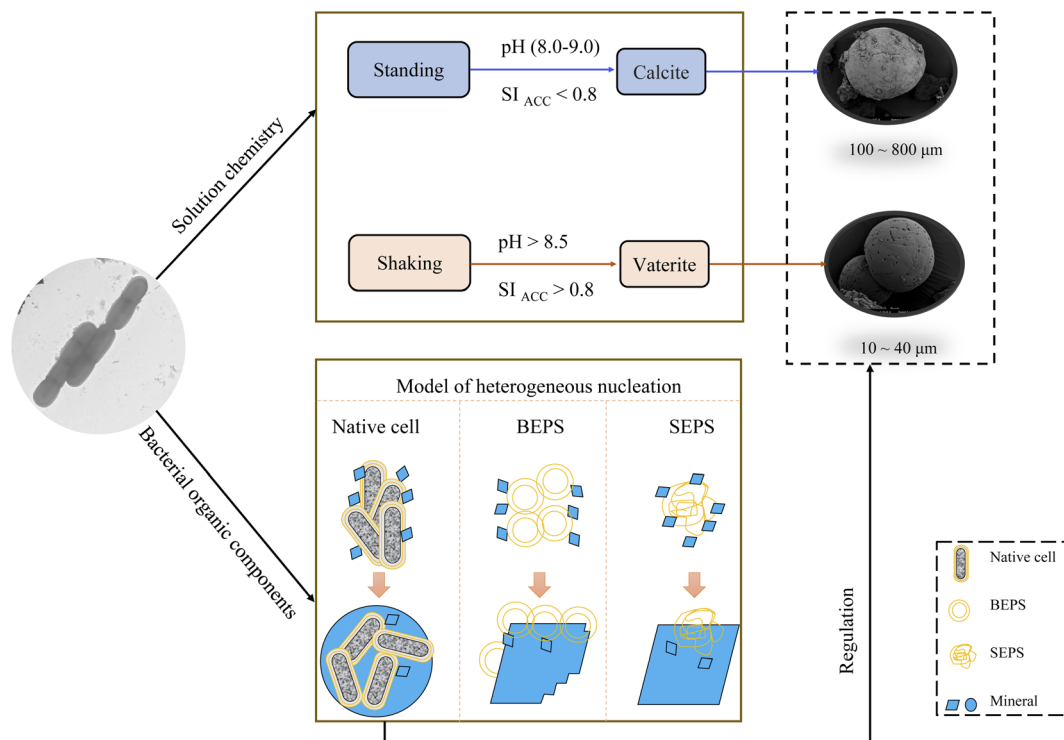 Solution chemistry
Standing
pH (8.0-9.0)
SI ACC < 0.8
Calcite
100 ~ 800 μm
Shaking
pH > 8.5
SI ACC > 0.8
Vaterite
10 ~ 40 μm
Bacterial organic components
Model of heterogeneous nucleation
Native cell
BEPS
SEPS
Regulation
Native cell
BEPS
SEPS
Mineral